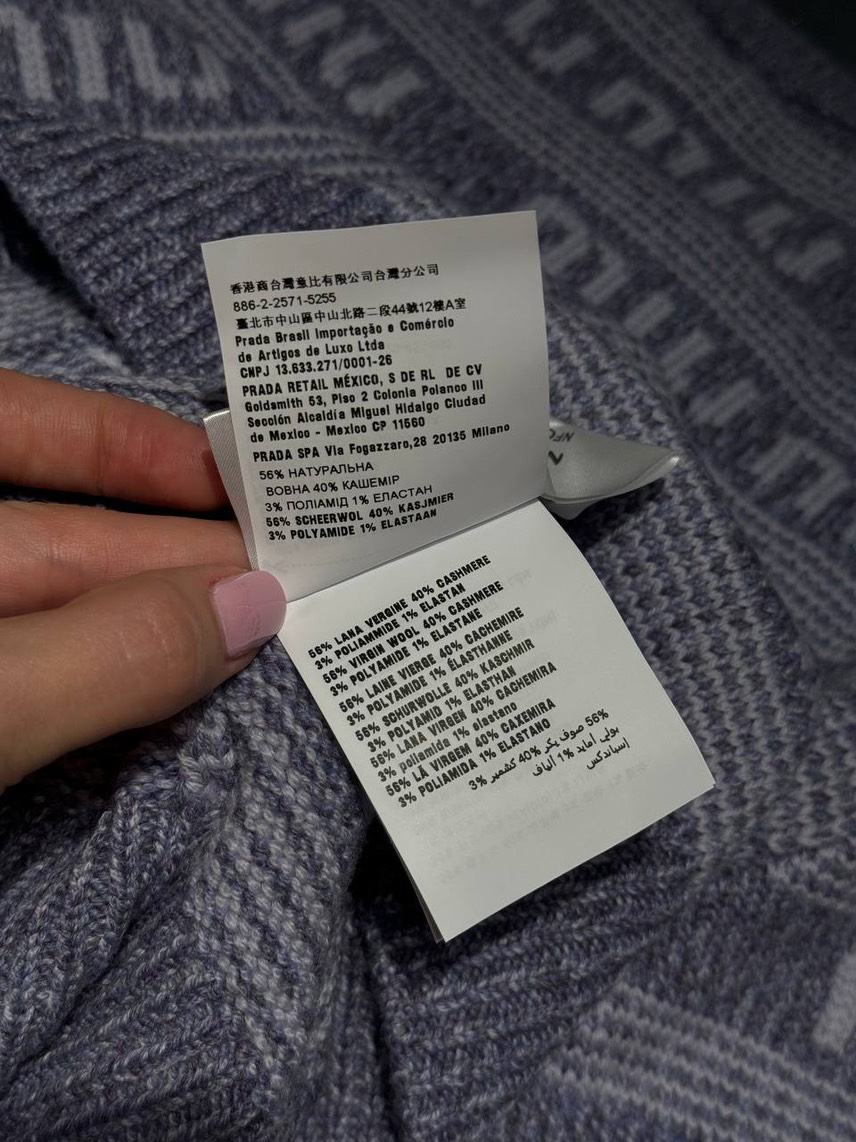 香港商台灣意比有限公司台灣分公司
886-2-2571-5255
臺北市中山區中山北路二段44號12樓A室
Prada Brasil Importação e Comérolo
de Artigos de Luxo Ltda
CNPJ 13.633.271/0001-26
PRADA RETAIL MÉXICO, S DE RL DE CV
Goldsmith 53, Piso 2 Colonia Polanco III
Sección Alcaldía Miguel Hidalgo Ciudad
de Mexico - Mexico CP 11560
PRADA SPA Via Fogazzaro,28 20135 Milano
56% НАТУРАЛЬНА
ВОВНА 40% КАШЕМІР
3% ПОЛІАМІД 1% ЕЛАСТАН
56% SCHEERWOL 40% KASJMIER
3% POLYAMIDE 1% ELASTAAN
56% LANA VERGINE 40% CASHMERE
3% POLIAMMIDE 1% ELASTAN
56% VIRGIN WOOL 40% CASHMERE
3% POLYAMIDE 1% ELASTANE
56% LAINE VIERGE 40% CACHEMIRE
3% POLYAMIDE 1% ÉLASTHANNE
56% SCHURWOLLE 40% KASCHMIR
3% POLYAMID 1% ELASTHAN
56% LANA VIRGEN 40% CACHEMIRA
3% poliamide 1% elastano
56% LÃ VIRGEM 40% CAXEMIRA
3% POLIAMIDA 1% ELASTANO
56% صوف بكر 40% كشمير 3%
بولي أمايد 1% ألياف
إسباندكس